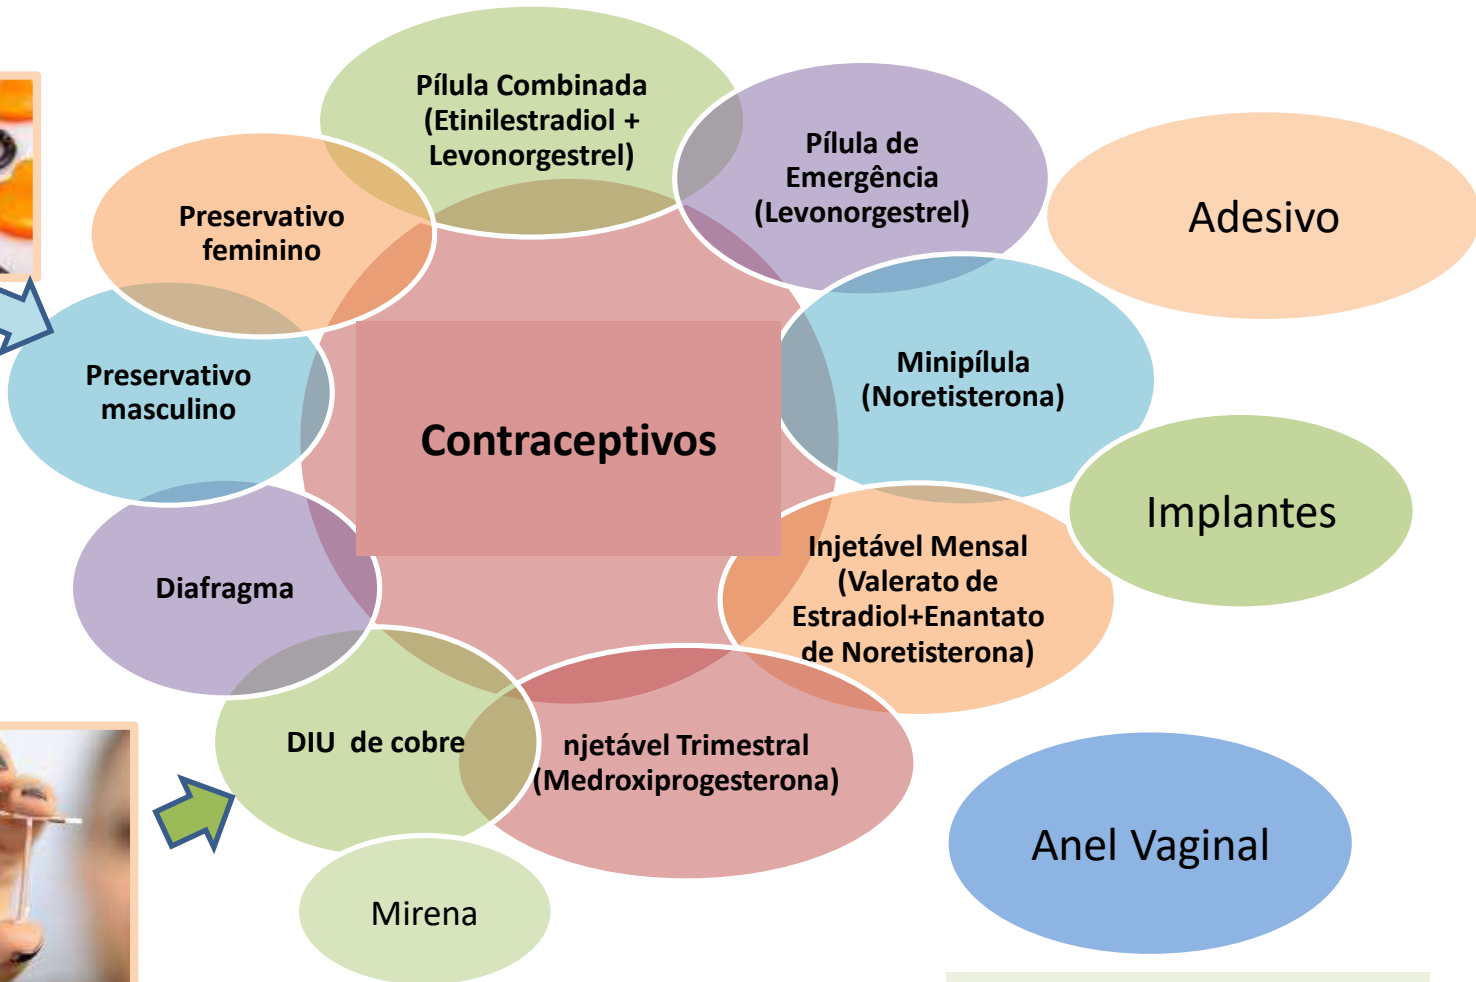 Pílula Combinada
(Etinilestradiol +
Levonorgestrel)
Pílula de
Emergência
(Levonorgestrel)
Adesivo
Preservativo
feminino
Minipílula
(Noretisterona)
Preservativo
masculino
Contraceptivos
Implantes
Injetável Mensal
(Valerato de
Estradiol+Enantato
de Noretisterona)
Diafragma
DIU de cobre
njetável Trimestral
(Medroxiprogesterona)
Anel Vaginal
Mirena